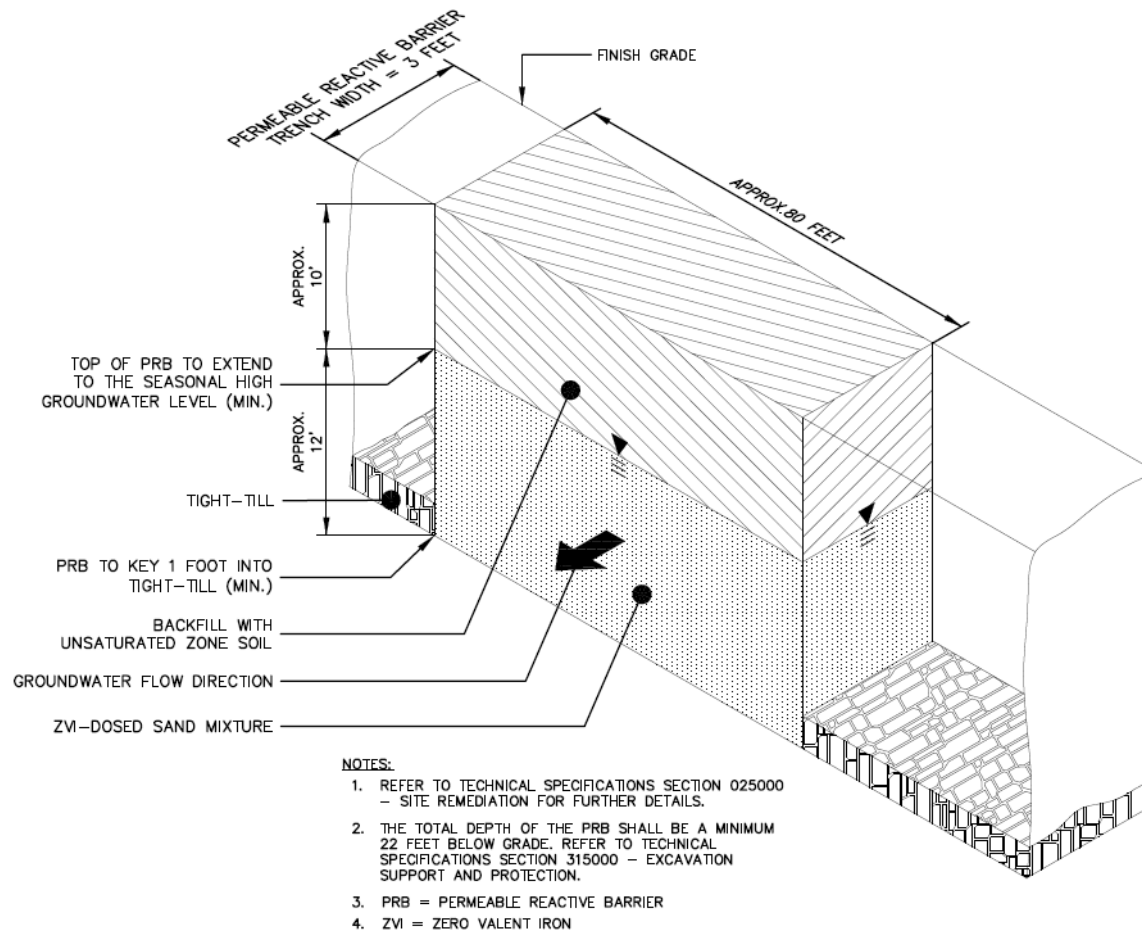 PERMEABLE REACTIVE BARRIER
TRENCH WIDTH = 3 FEET
FINISH GRADE
APPROX.80 FEET
APPROX.
10'
TOP OF PRB TO EXTEND
TO THE SEASONAL HIGH
GROUNDWATER LEVEL (MIN.)
APPROX.
12'
TIGHT-TILL
PRB TO KEY 1 FOOT INTO
TIGHT-TILL (MIN.)
BACKFILL WITH
UNSATURATED ZONE SOIL
GROUNDWATER FLOW DIRECTION
ZVI-DOSED SAND MIXTURE
NOTES:
1. REFER TO TECHNICAL SPECIFICATIONS SECTION 025000
- SITE REMEDIATION FOR FURTHER DETAILS.
2. THE TOTAL DEPTH OF THE PRB SHALL BE A MINIMUM
22 FEET BELOW GRADE. REFER TO TECHNICAL
SPECIFICATIONS SECTION 315000 - EXCAVATION
SUPPORT AND PROTECTION.
3. PRB = PERMEABLE REACTIVE BARRIER
4. ZVI = ZERO VALENT IRON